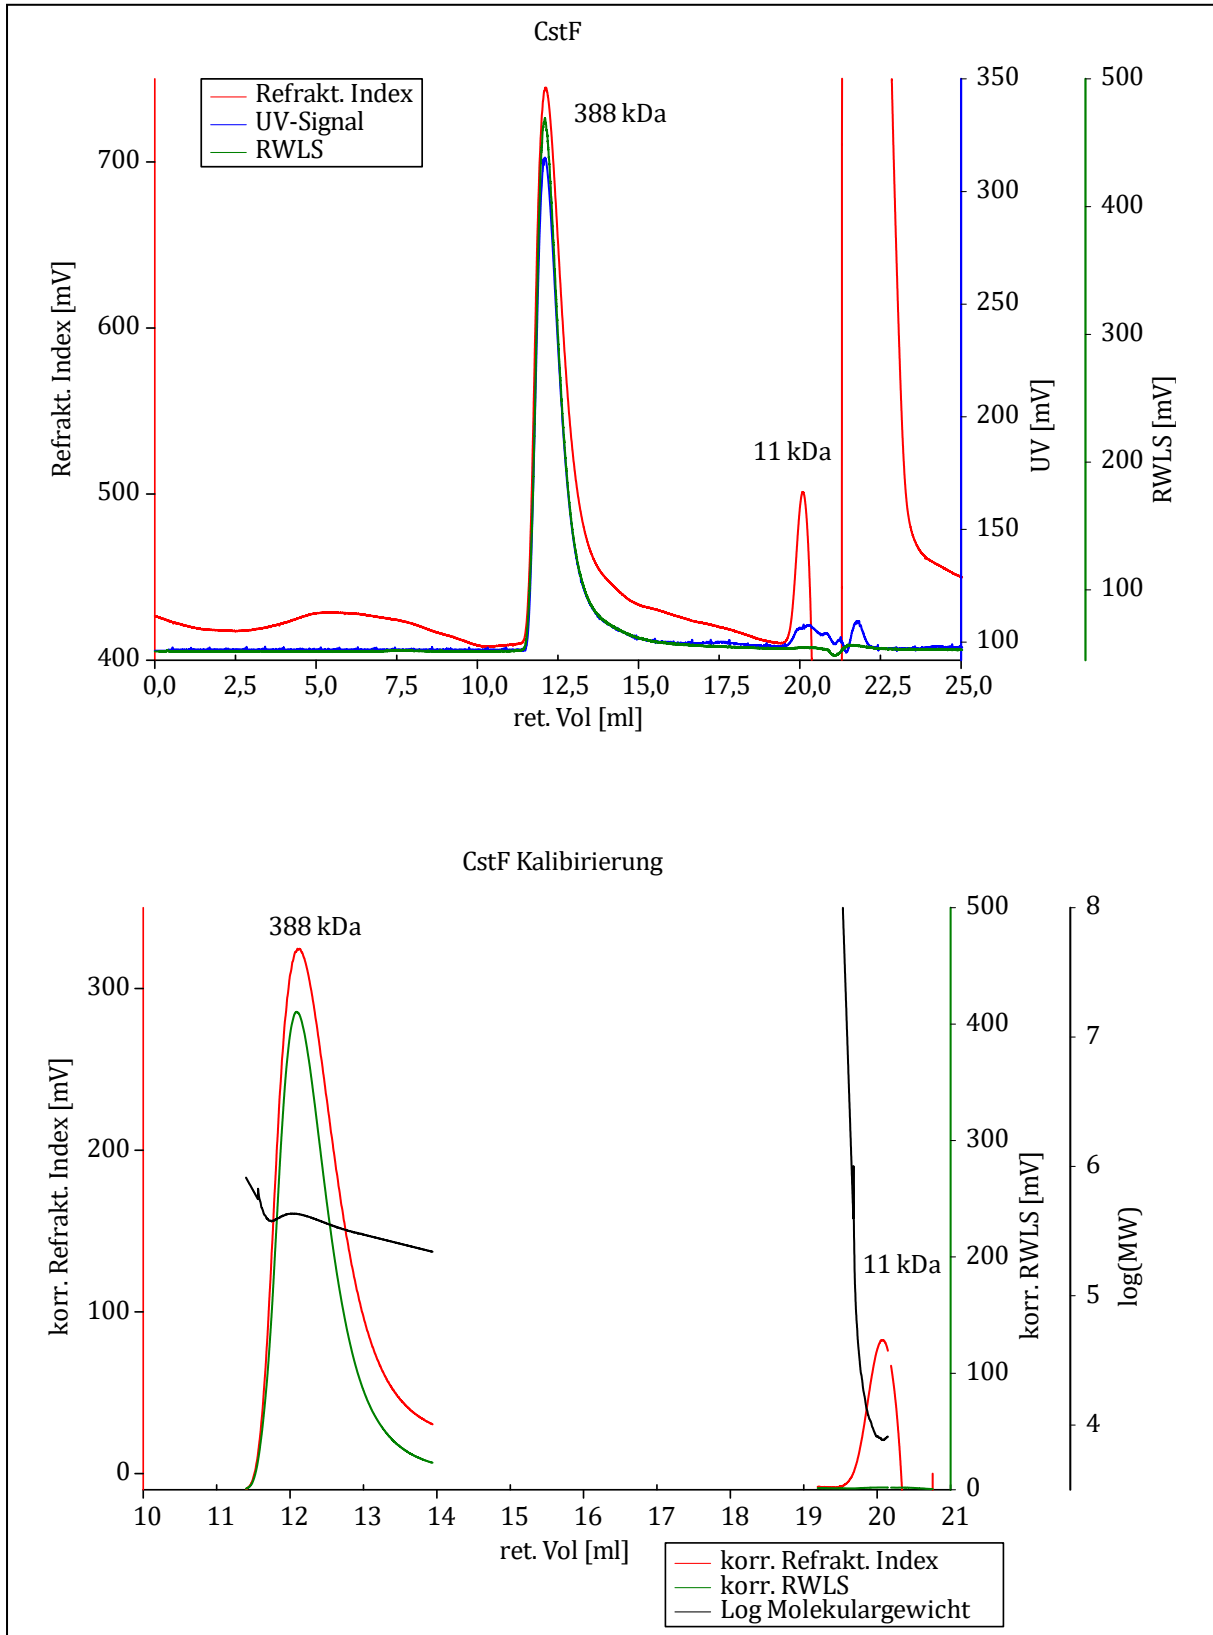 CstF
Refrakt. Index
UV-Signal
RWLS
388 kDa
11 kDa
Refrakt. Index [mV]
700
600
500
400
UV [mV]
350
300
250
200
150
100
RWLS [mV]
500
400
300
200
100
0,0 2,5 5,0 7,5 10,0 12,5 15,0 17,5 20,0 22,5 25,0
ret. Vol [ml]
CstF Kalibirierung
388 kDa
11 kDa
korr. Refrakt. Index [mV]
300
200
100
0
korr. RWLS [mV]
500
400
300
200
100
0
log(MW)
8
7
6
5
4
10 11 12 13 14 15 16 17 18 19 20 21
ret. Vol [ml]
korr. Refrakt. Index
korr. RWLS
Log Molekulargewicht